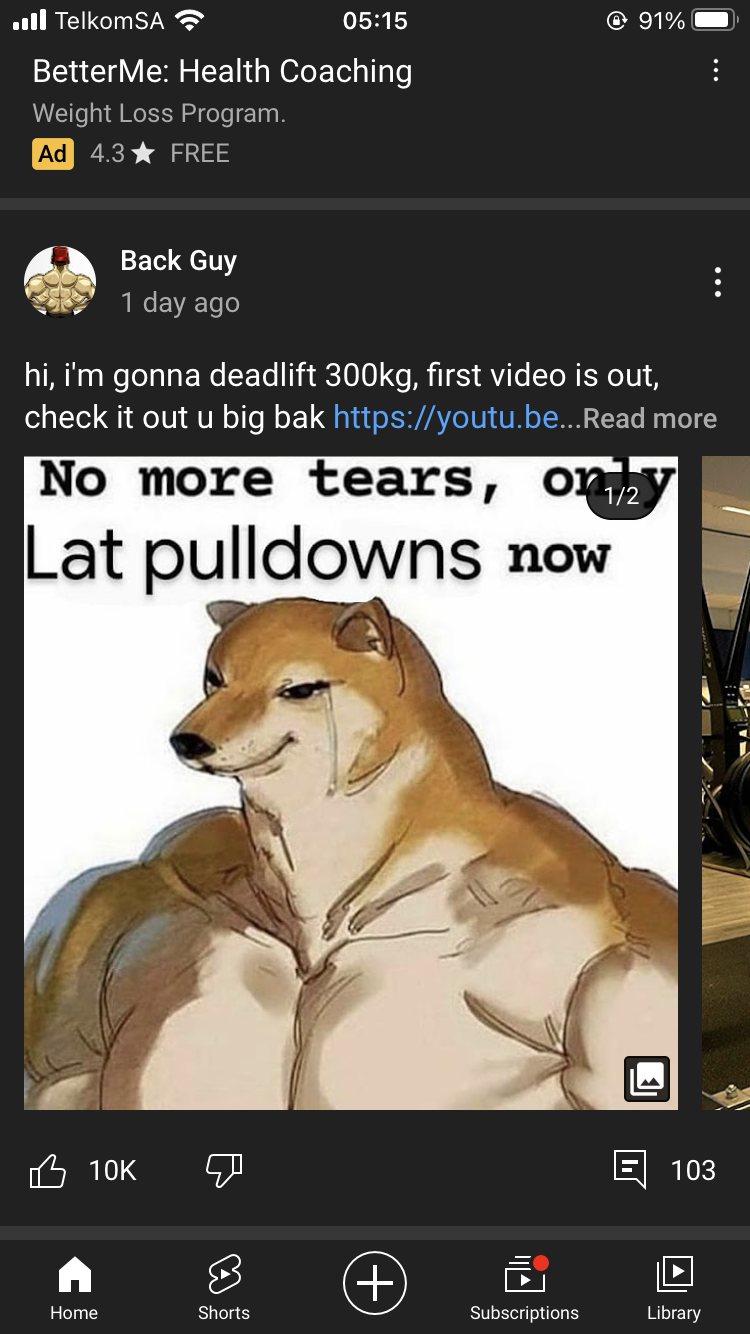 TelkomSA 05:15 91%
BetterMe: Health Coaching
Weight Loss Program.
Ad 4.3★ FREE
Back Guy
1 day ago
hi, i'm gonna deadlift 300kg, first video is out,
check it out u big bak https://youtu.be...Read more
No more tears, only
1/2
Lat pulldowns now
10K 103
Home Shorts Subscriptions Library